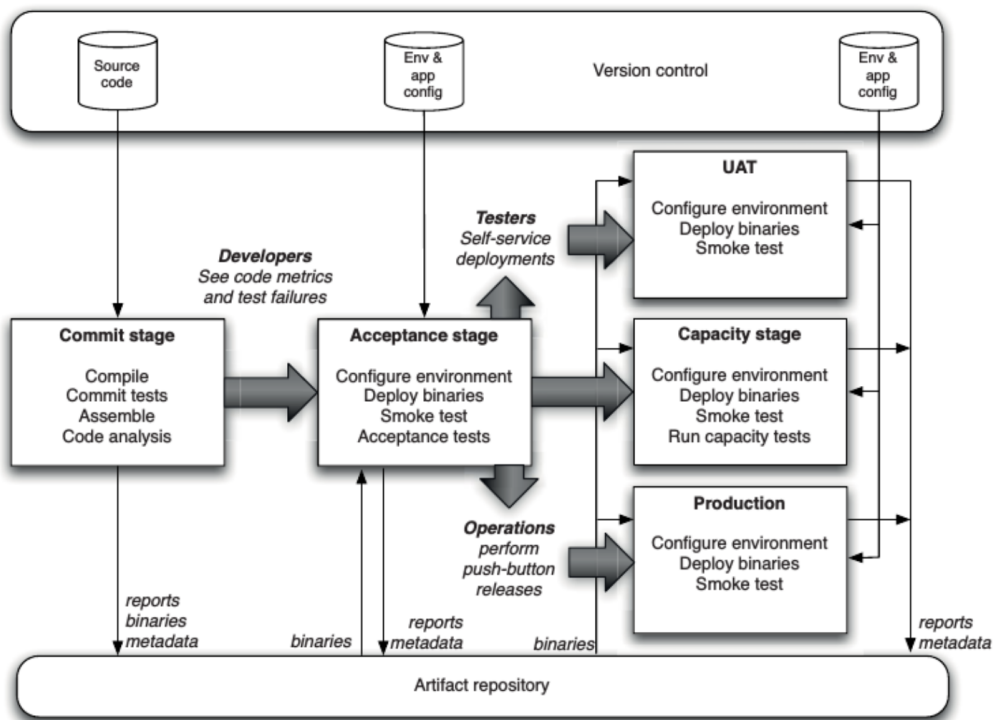 Source
code
Env &
app
config
Version control
Env &
app
config
Developers
See code metrics
and test failures
Testers
Self-service
deployments
UAT
Configure environment
Deploy binaries
Smoke test
Commit stage
Compile
Commit tests
Assemble
Code analysis
Acceptance stage
Configure environment
Deploy binaries
Smoke test
Acceptance tests
Capacity stage
Configure environment
Deploy binaries
Smoke test
Run capacity tests
Operations
perform
push-button
releases
Production
Configure environment
Deploy binaries
Smoke test
reports
binaries
metadata
binaries
reports
metadata
binaries
reports
metadata
Artifact repository